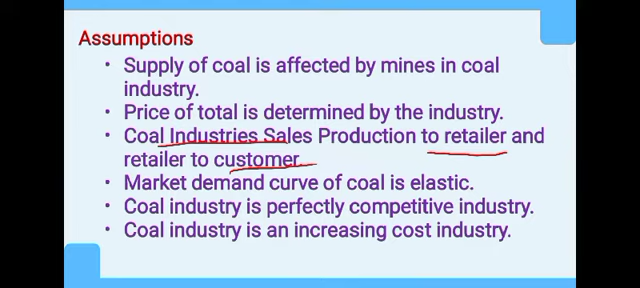 Assumptions
• Supply of coal is affected by mines in coal
industry.
• Price of total is determined by the industry.
• Coal Industries Sales Production to retailer and
retailer to customer.
• Market demand curve of coal is elastic.
• Coal industry is perfectly competitive industry.
• Coal industry is an increasing cost industry.